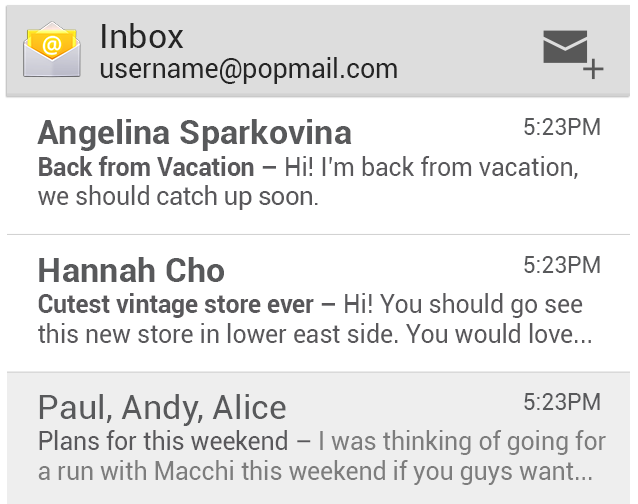 Inbox
username@popmail.com
Angelina Sparkovina 5:23PM
Back from Vacation – Hi! I'm back from vacation,
we should catch up soon.
Hannah Cho 5:23PM
Cutest vintage store ever – Hi! You should go see
this new store in lower east side. You would love...
Paul, Andy, Alice 5:23PM
Plans for this weekend – I was thinking of going for
a run with Macchi this weekend if you guys want...